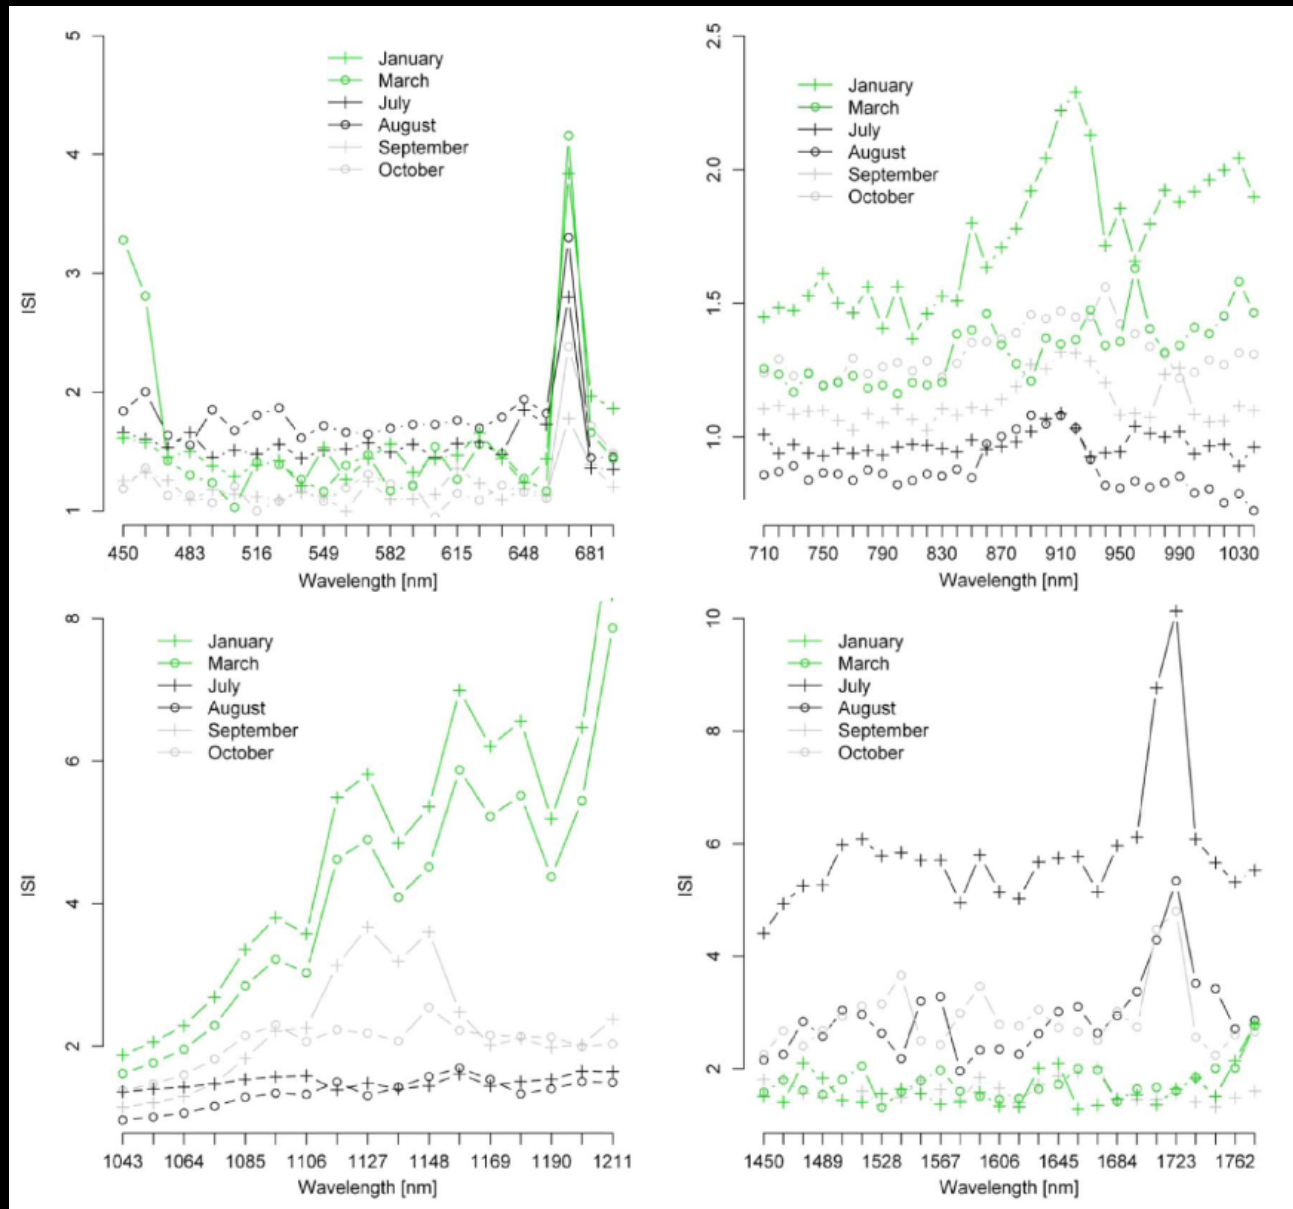 5
4
3
2
1
ISI
January
March
July
August
September
October
450 483 516 549 582 615 648 681
Wavelength [nm]
2.5
2.0
1.5
1.0
January
March
July
August
September
October
710 750 790 830 870 910 950 990 1030
Wavelength [nm]
8
6
4
2
ISI
January
March
July
August
September
October
1043 1064 1085 1106 1127 1148 1169 1190 1211
Wavelength [nm]
10
8
6
4
2
ISI
January
March
July
August
September
October
1450 1489 1528 1567 1606 1645 1684 1723 1762
Wavelength [nm]